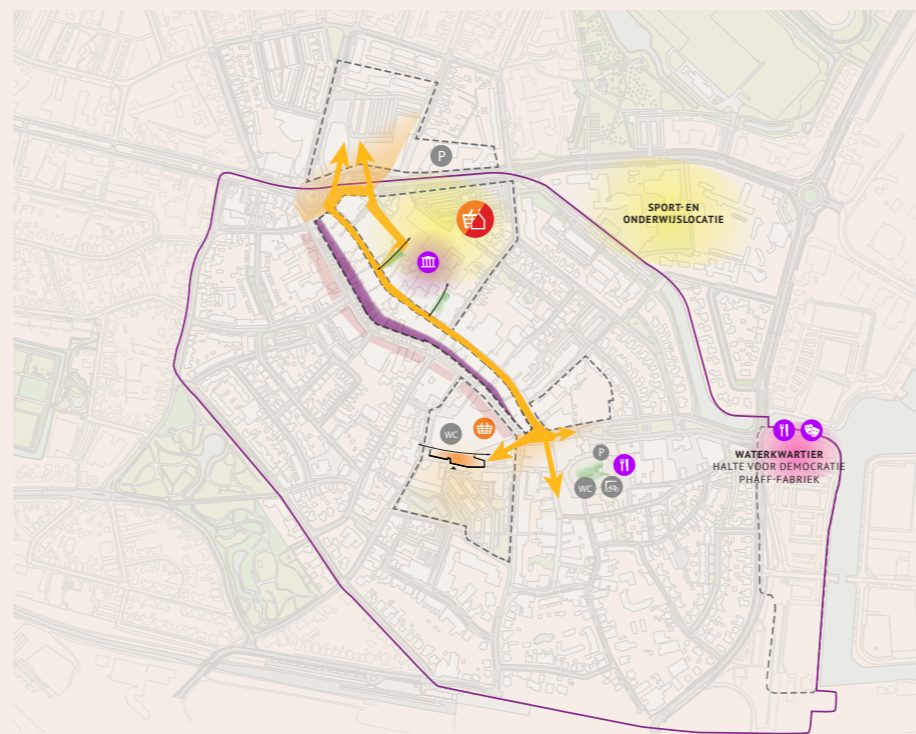 P
SPORT- EN
ONDERWIJSLOCATIE
WC
P
WC
WATERKWARTIER
HALTE VOOR DEMOCRATIE
PHAFF-FABRIEK